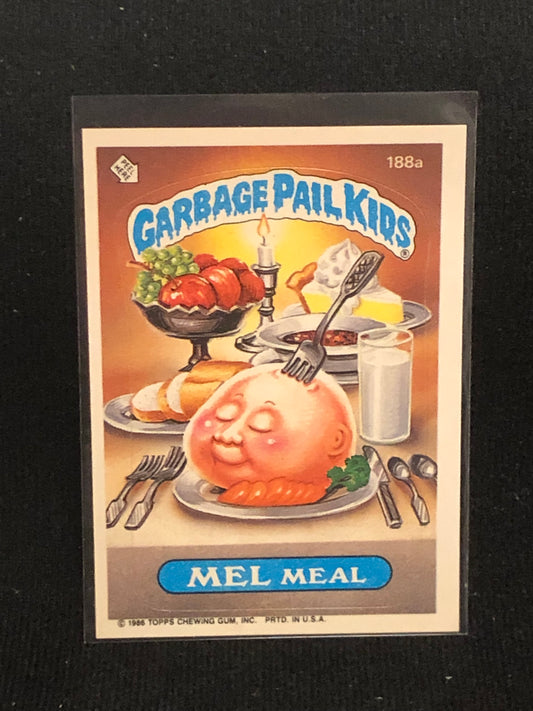 PEEL
HERE
188a
GARBAGE PAIL KIDS®
MEL MEAL
© 1986 TOPPS CHEWING GUM, INC. PRTD. IN U.S.A.